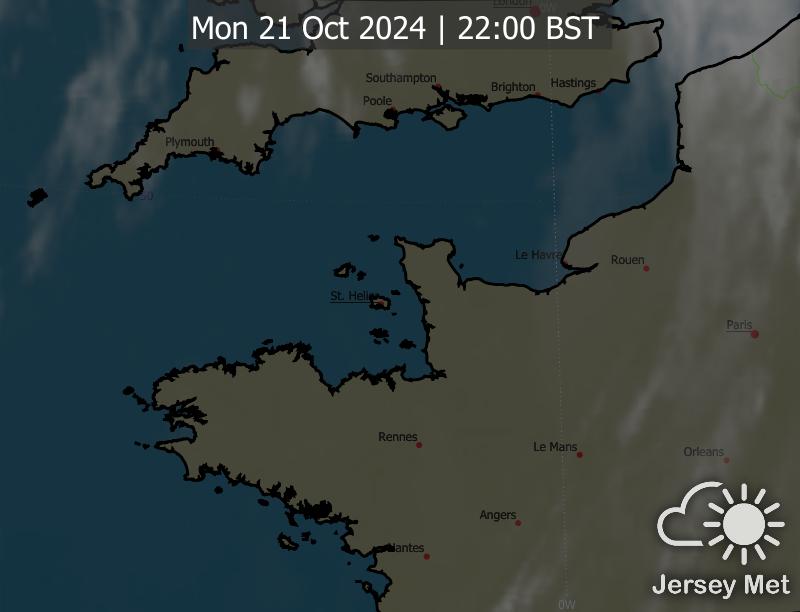 London
0W
Mon 21 Oct 2024 | 22:00 BST
Southampton
Brighton
Hastings
Poole
Plymouth
50
Le Havre
Rouen
St. Helier
Paris
Rennes
Le Mans
Orleans
Angers
Nantes
Jersey Met
0W